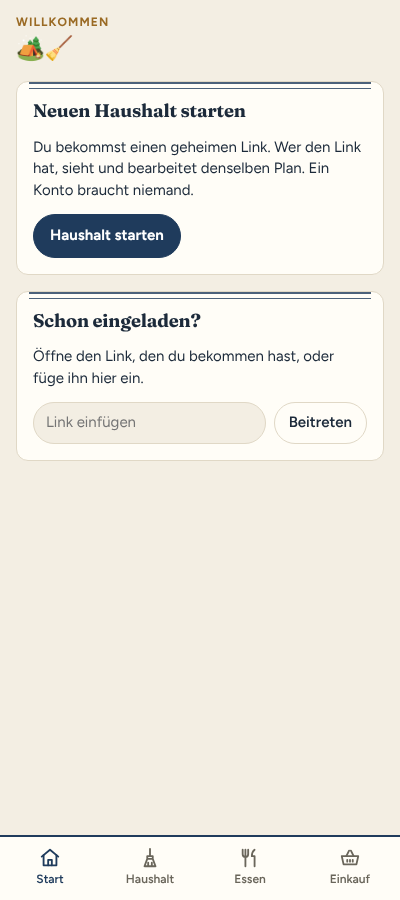 WILLKOMMEN
🏕️🧹
Neuen Haushalt starten
Du bekommst einen geheimen Link. Wer den Link
hat, sieht und bearbeitet denselben Plan. Ein
Konto braucht niemand.
Haushalt starten
Schon eingeladen?
Öffne den Link, den du bekommen hast, oder
füge ihn hier ein.
Link einfügen
Beitreten
Start
Haushalt
Essen
Einkauf